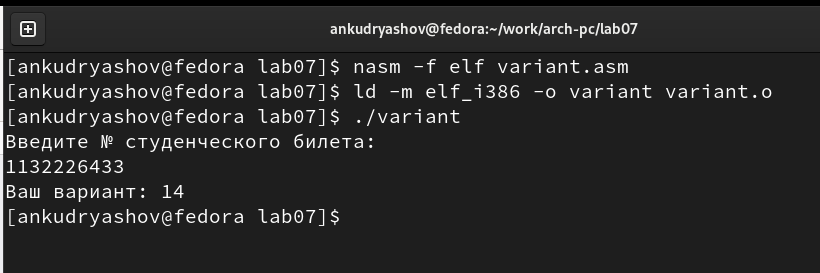 ankudryashov@fedora:~/work/arch-pc/lab07
[ankudryashov@fedora lab07]$ nasm -f elf variant.asm
[ankudryashov@fedora lab07]$ ld -m elf_i386 -o variant variant.o
[ankudryashov@fedora lab07]$ ./variant
Введите № студенческого билета:
1132226433
Ваш вариант: 14
[ankudryashov@fedora lab07]$